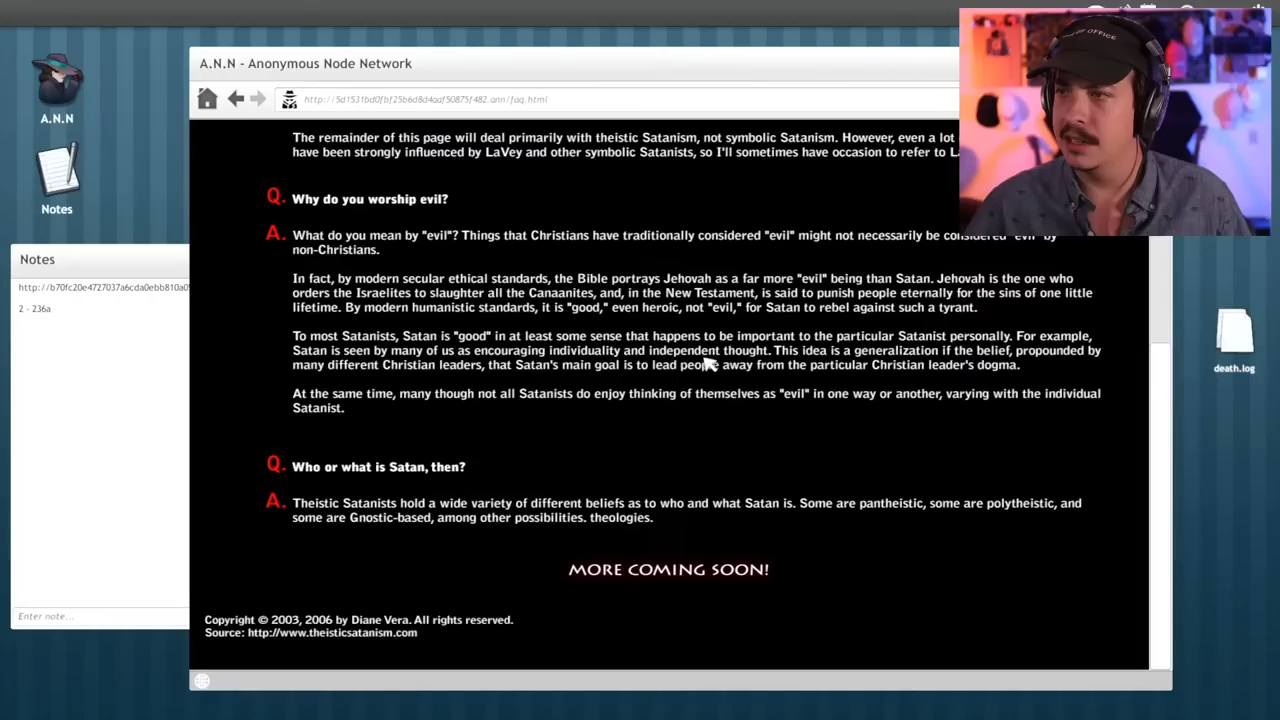 A.N.N - Anonymous Node Network
OF OFFICE
http://5d1531bd0fbf25b6d8d4aaf50875f482.ann/faq.html
A.N.N
Notes
Notes
http://b70fc20e4727037a6cda0ebb810a05
2 - 236a
Enter note...
The remainder of this page will deal primarily with theistic Satanism, not symbolic Satanism. However, even a lot
have been strongly influenced by LaVey and other symbolic Satanists, so I'll sometimes have occasion to refer to
Q. Why do you worship evil?
A. What do you mean by "evil"? Things that Christians have traditionally considered "evil" might not necessarily be considered "evil" by
non-Christians.
In fact, by modern secular ethical standards, the Bible portrays Jehovah as a far more "evil" being than Satan. Jehovah is the one who
orders the Israelites to slaughter all the Canaanites, and, in the New Testament, is said to punish people eternally for the sins of one little
lifetime. By modern humanistic standards, it is "good," even heroic, not "evil," for Satan to rebel against such a tyrant.
To most Satanists, Satan is "good" in at least some sense that happens to be important to the particular Satanist personally. For example,
Satan is seen by many of us as encouraging individuality and independent thought. This idea is a generalization if the belief, propounded by
many different Christian leaders, that Satan's main goal is to lead people away from the particular Christian leader's dogma.
At the same time, many though not all Satanists do enjoy thinking of themselves as "evil" in one way or another, varying with the individual
Satanist.
Q. Who or what is Satan, then?
A. Theistic Satanists hold a wide variety of different beliefs as to who and what Satan is. Some are pantheistic, some are polytheistic, and
some are Gnostic-based, among other possibilities. theologies.
MORE COMING SOON!
Copyright © 2003, 2006 by Diane Vera. All rights reserved.
Source: http://www.theisticsatanism.com
death.log